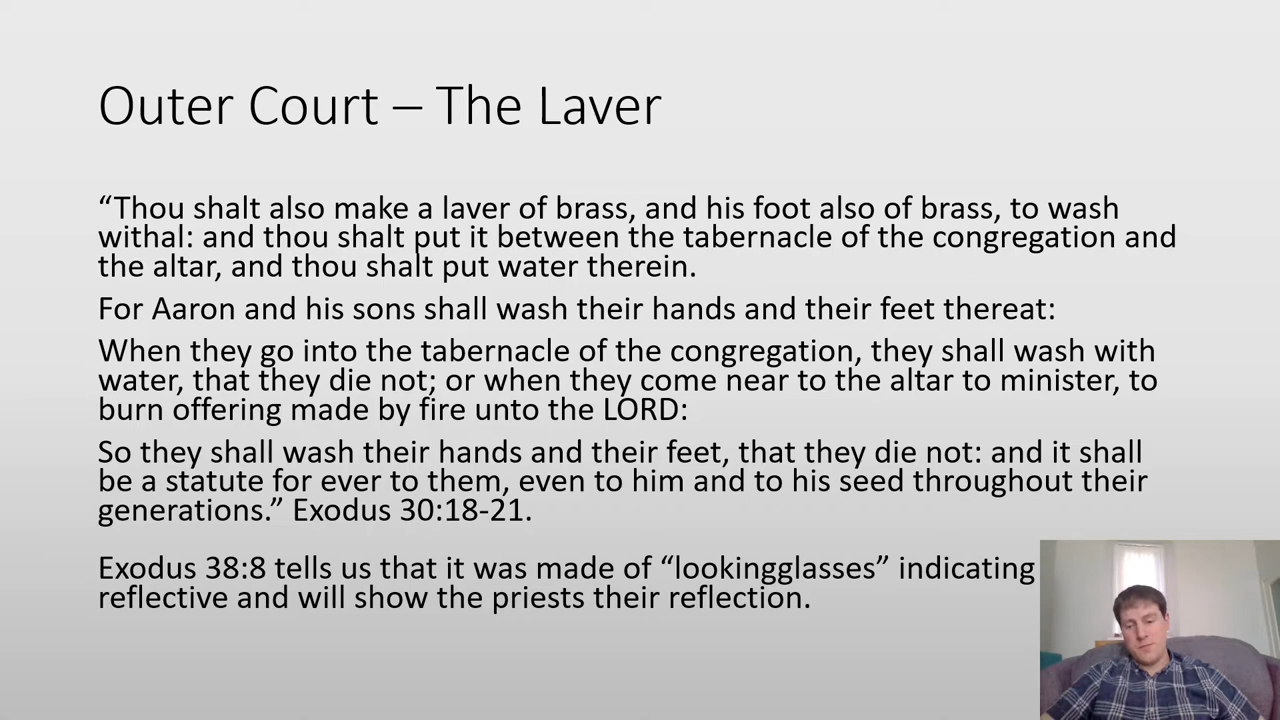 Outer Court – The Laver
“Thou shalt also make a laver of brass, and his foot also of brass, to wash
withal: and thou shalt put it between the tabernacle of the congregation and
the altar, and thou shalt put water therein.
For Aaron and his sons shall wash their hands and their feet thereat:
When they go into the tabernacle of the congregation, they shall wash with
water, that they die not; or when they come near to the altar to minister, to
burn offering made by fire unto the LORD:
So they shall wash their hands and their feet, that they die not: and it shall
be a statute for ever to them, even to him and to his seed throughout their
generations.” Exodus 30:18-21.
Exodus 38:8 tells us that it was made of “lookingglasses” indicating
reflective and will show the priests their reflection.